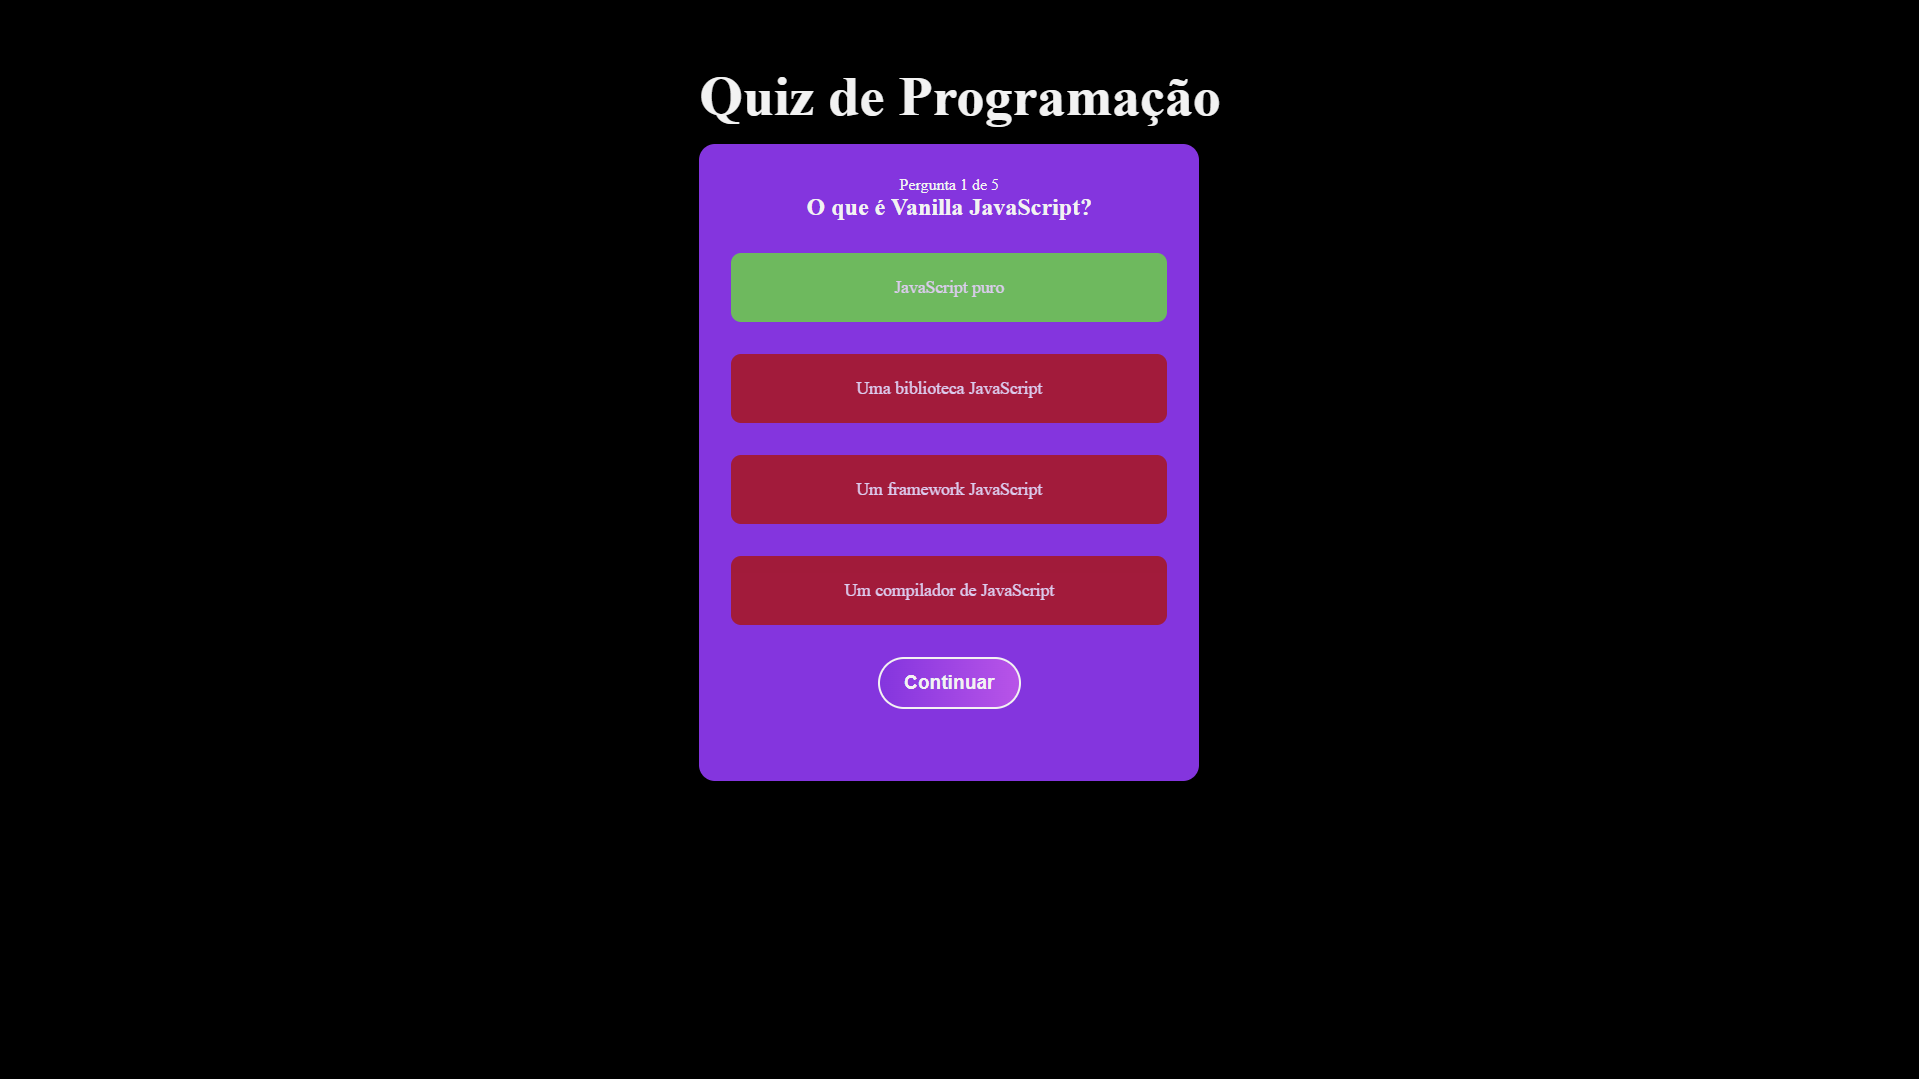 Quiz de Programação
Pergunta 1 de 5
O que é Vanilla JavaScript?
JavaScript puro
Uma biblioteca JavaScript
Um framework JavaScript
Um compilador de JavaScript
Continuar